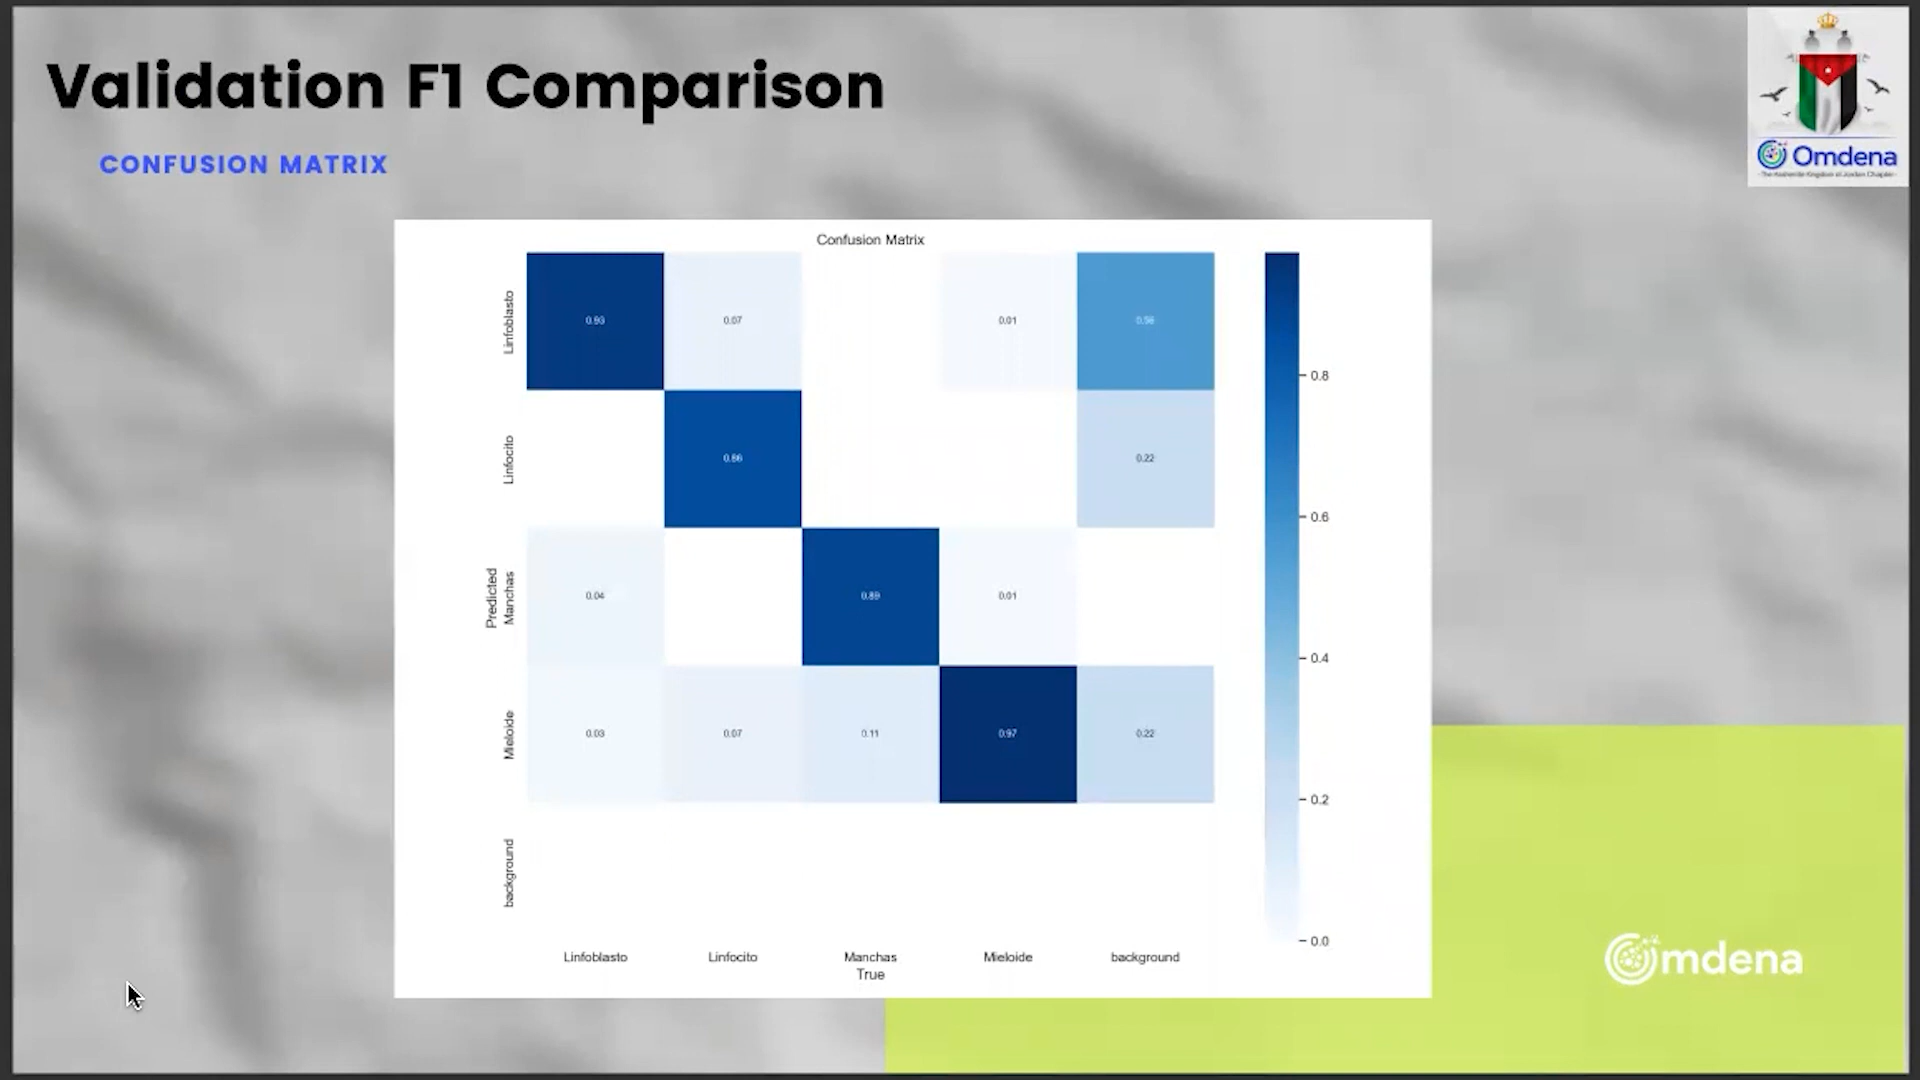 Validation F1 Comparison
CONFUSION MATRIX
Omdena
Confusion Matrix
Linfoblasto
0.93
0.07
0.01
0.56
0.8
Linfocito
0.86
0.22
0.6
Predicted
Manchas
0.04
0.89
0.01
0.4
Mieloide
0.03
0.07
0.11
0.97
0.22
0.2
background
0.0
Linfoblasto
Linfocito
Manchas
Mieloide
background
True
Omdena